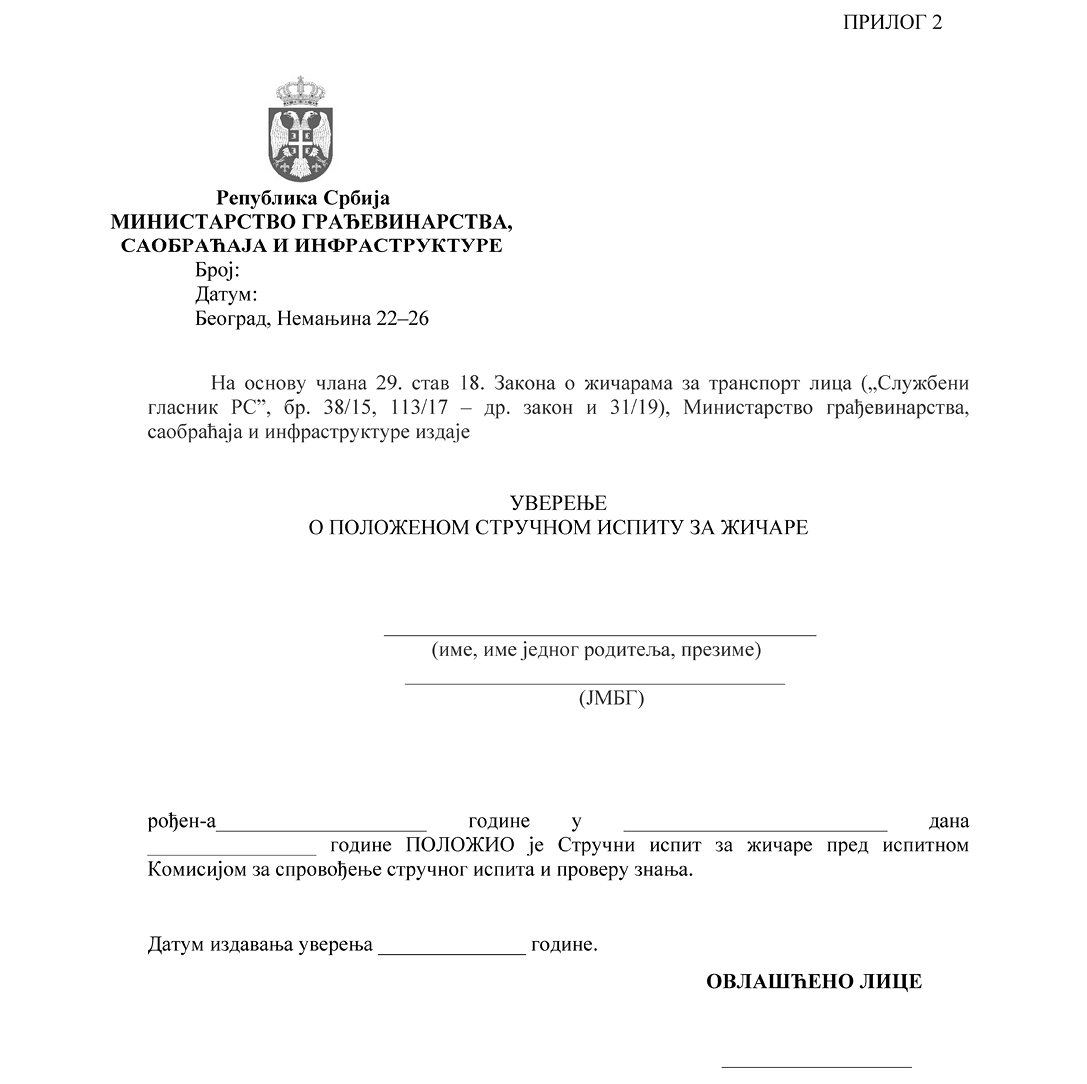 ПРИЛОГ 2
Република Србија
МИНИСТАРСТВО ГРАЂЕВИНАРСТВА,
САОБРАЋАЈА И ИНФРАСТРУКТУРЕ
Број:
Датум:
Београд, Немањина 22–26
На основу члана 29. став 18. Закона о жичарама за транспорт лица („Службени
гласник РС”, бр. 38/15, 113/17 – др. закон и 31/19), Министарство грађевинарства,
саобраћаја и инфраструктуре издаје
УВЕРЕЊЕ
О ПОЛОЖЕНОМ СТРУЧНОМ ИСПИТУ ЗА ЖИЧАРЕ
(име, име једног родитеља, презиме)
(ЈМБГ)
рођен-а____________________ године у _________________________ дана
________________ године ПОЛОЖИО је Стручни испит за жичаре пред испитном
Комисијом за спровођење стручног испита и проверу знања.
Датум издавања уверења ______________ године.
ОВЛАШЋЕНО ЛИЦЕ